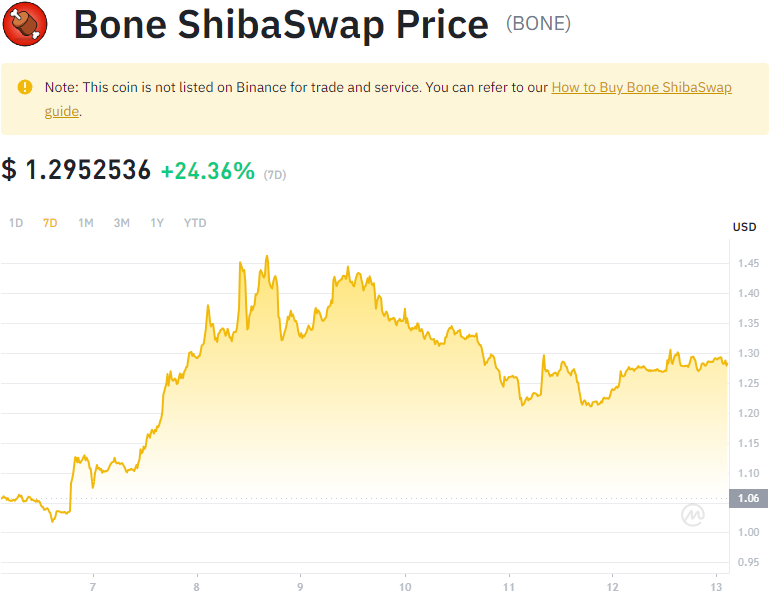 Bone ShibaSwap Price (BONE)
Note: This coin is not listed on Binance for trade and service. You can refer to our How to Buy Bone ShibaSwap
guide.
$ 1.2952536 +24.36% (7D)
1D 7D 1M 3M 1Y YTD
USD
1.45
1.40
1.35
1.30
1.25
1.20
1.15
1.10
1.06
1.00
0.95
7 8 9 10 11 12 13